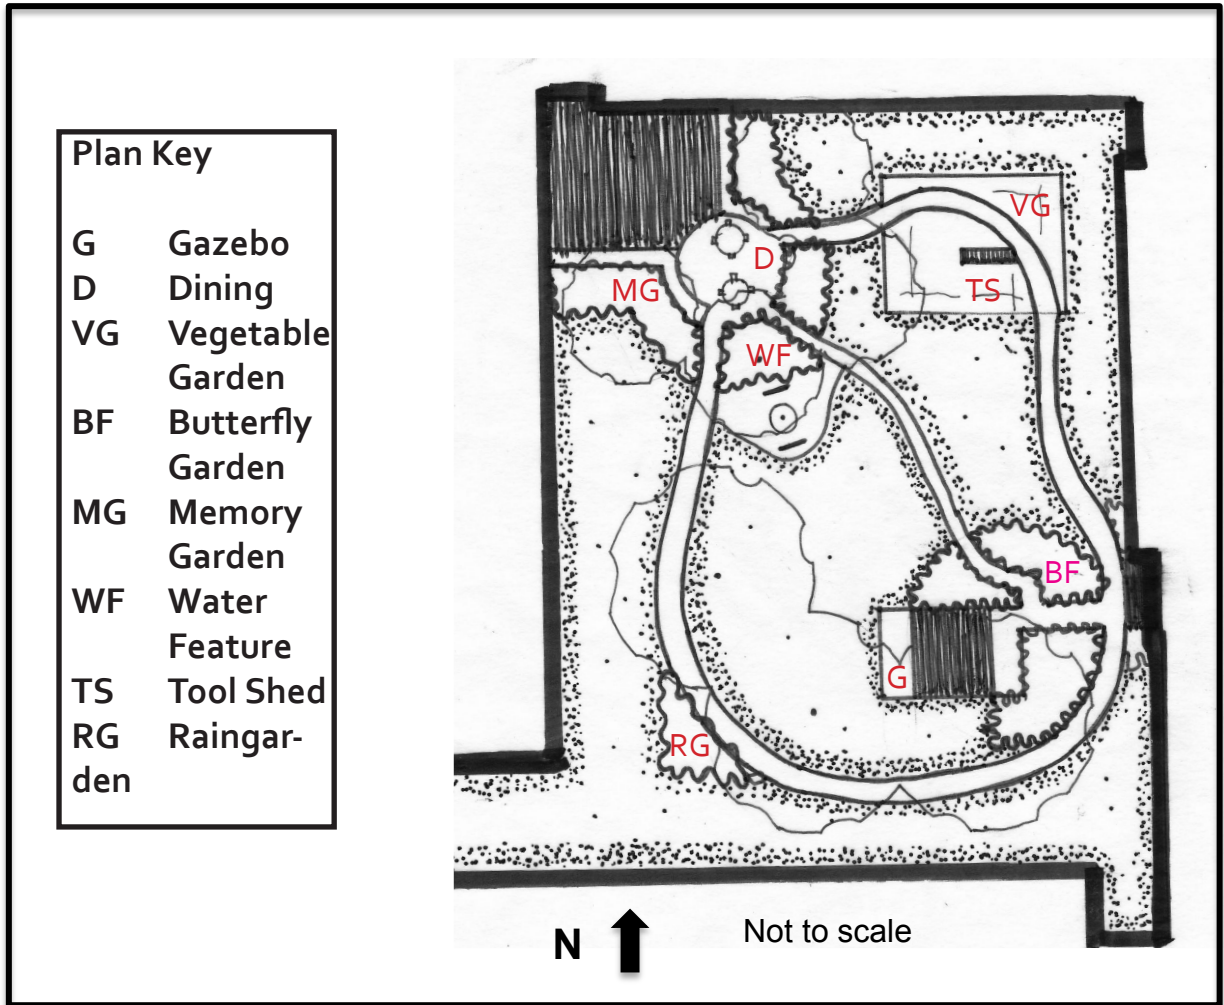 Plan Key
G Gazebo
D Dining
VG Vegetable
Garden
BF Butterfly
Garden
MG Memory
Garden
WF Water
Feature
TS Tool Shed
RG Raingar-
den
VG
D
MG
TS
WF
BF
G
RG
N
Not to scale